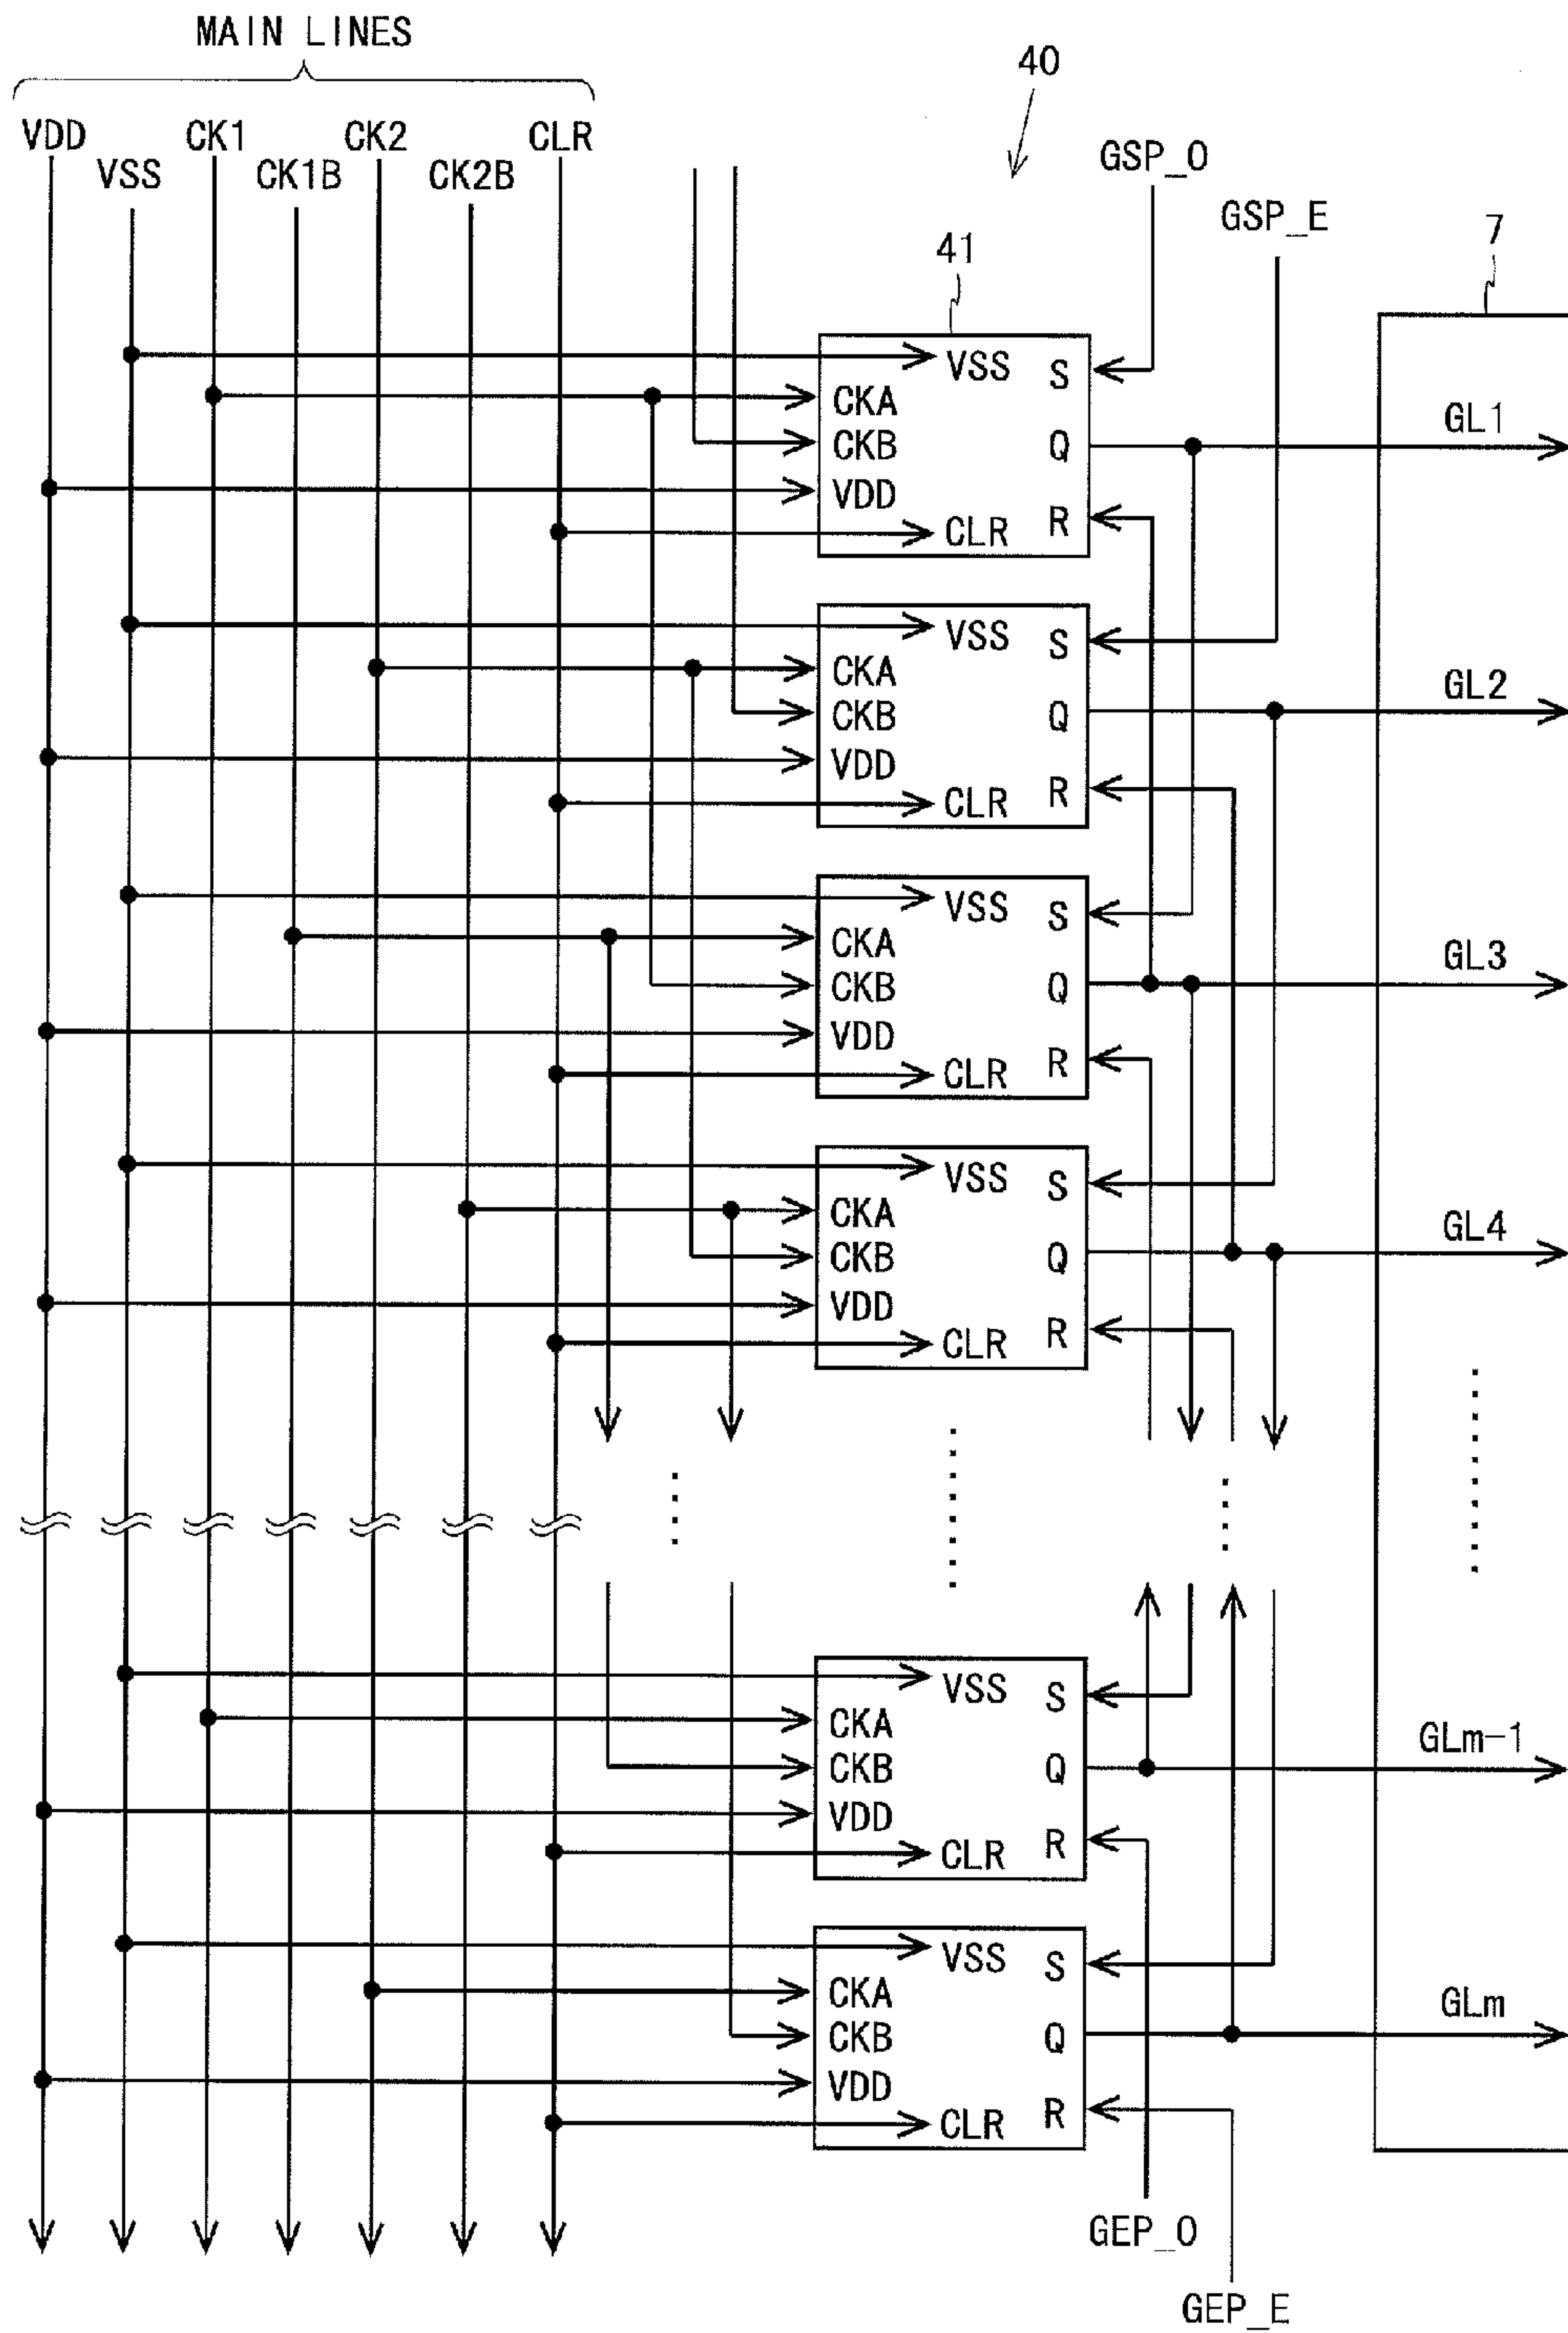 MAIN LINES
40
VDD CK1 CK2 CLR
VSS CK1B CK2B
GSP_O
GSP_E
41
7
VSS S
CKA
CKB Q
GL1
VDD
CLR R
VSS S
CKA
CKB Q
GL2
VDD
CLR R
VSS S
CKA
CKB Q
GL3
VDD
CLR R
VSS S
CKA
CKB Q
GL4
VDD
CLR R
VSS S
CKA
CKB Q
GLm-1
VDD
CLR R
VSS S
CKA
CKB Q
GLm
VDD
CLR R
GEP_O
GEP_E